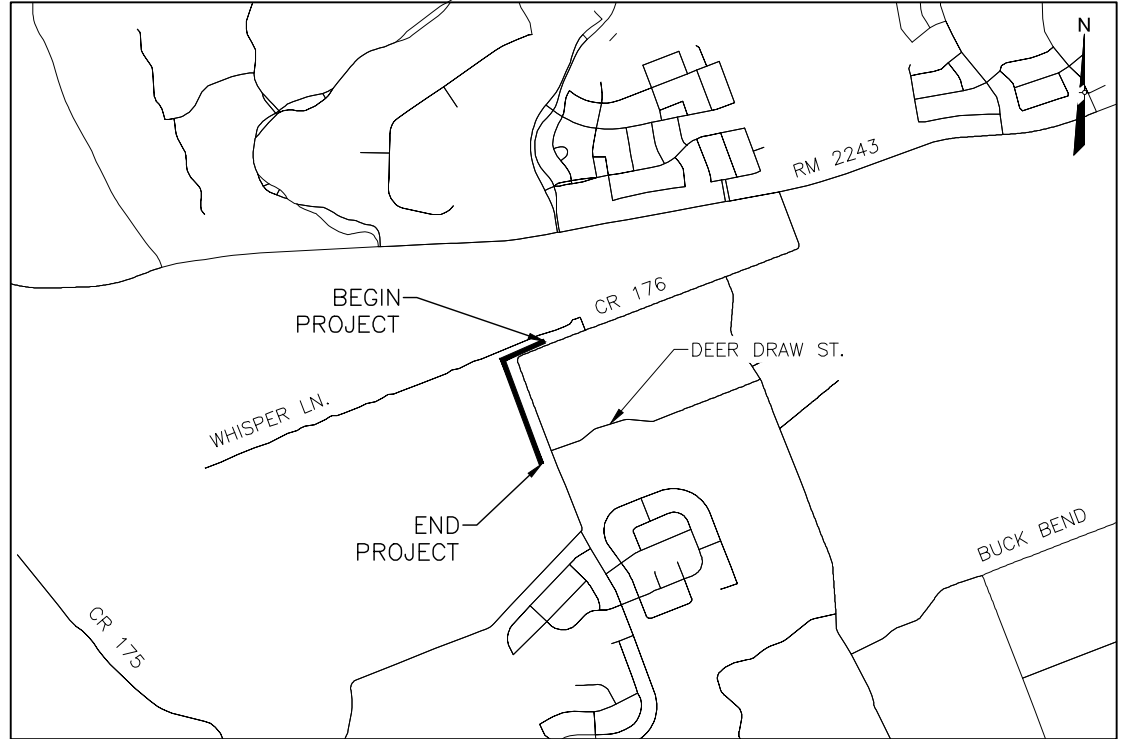 N
RM 2243
BEGIN
PROJECT
CR 176
DEER DRAW ST.
WHISPER LN.
END
PROJECT
BUCK BEND
CR 175